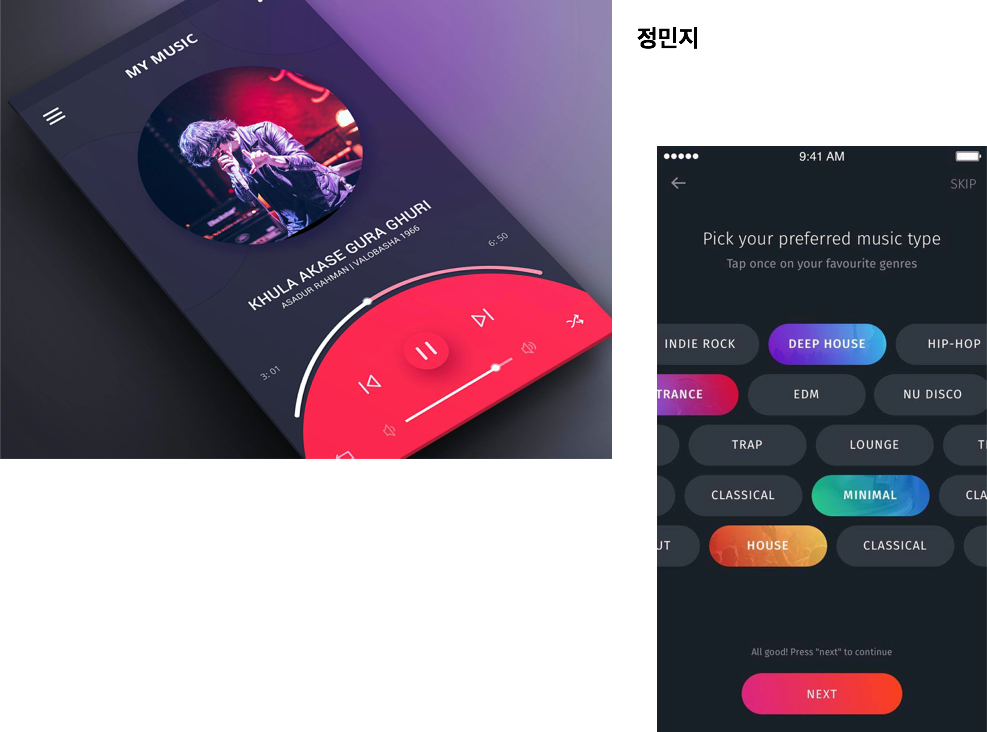 MY MUSIC
KHULA AKASE GURA GHURI
ASADUR RAHMAN | VALOBASHA 1966
3: 01
6: 50
정민지
9:41 AM
SKIP
Pick your preferred music type
Tap once on your favourite genres
INDIE ROCK DEEP HOUSE HIP-HOP
TRANCE EDM NU DISCO
TRAP LOUNGE
CLASSICAL MINIMAL CLA
UT HOUSE CLASSICAL
All good! Press "next" to continue
NEXT